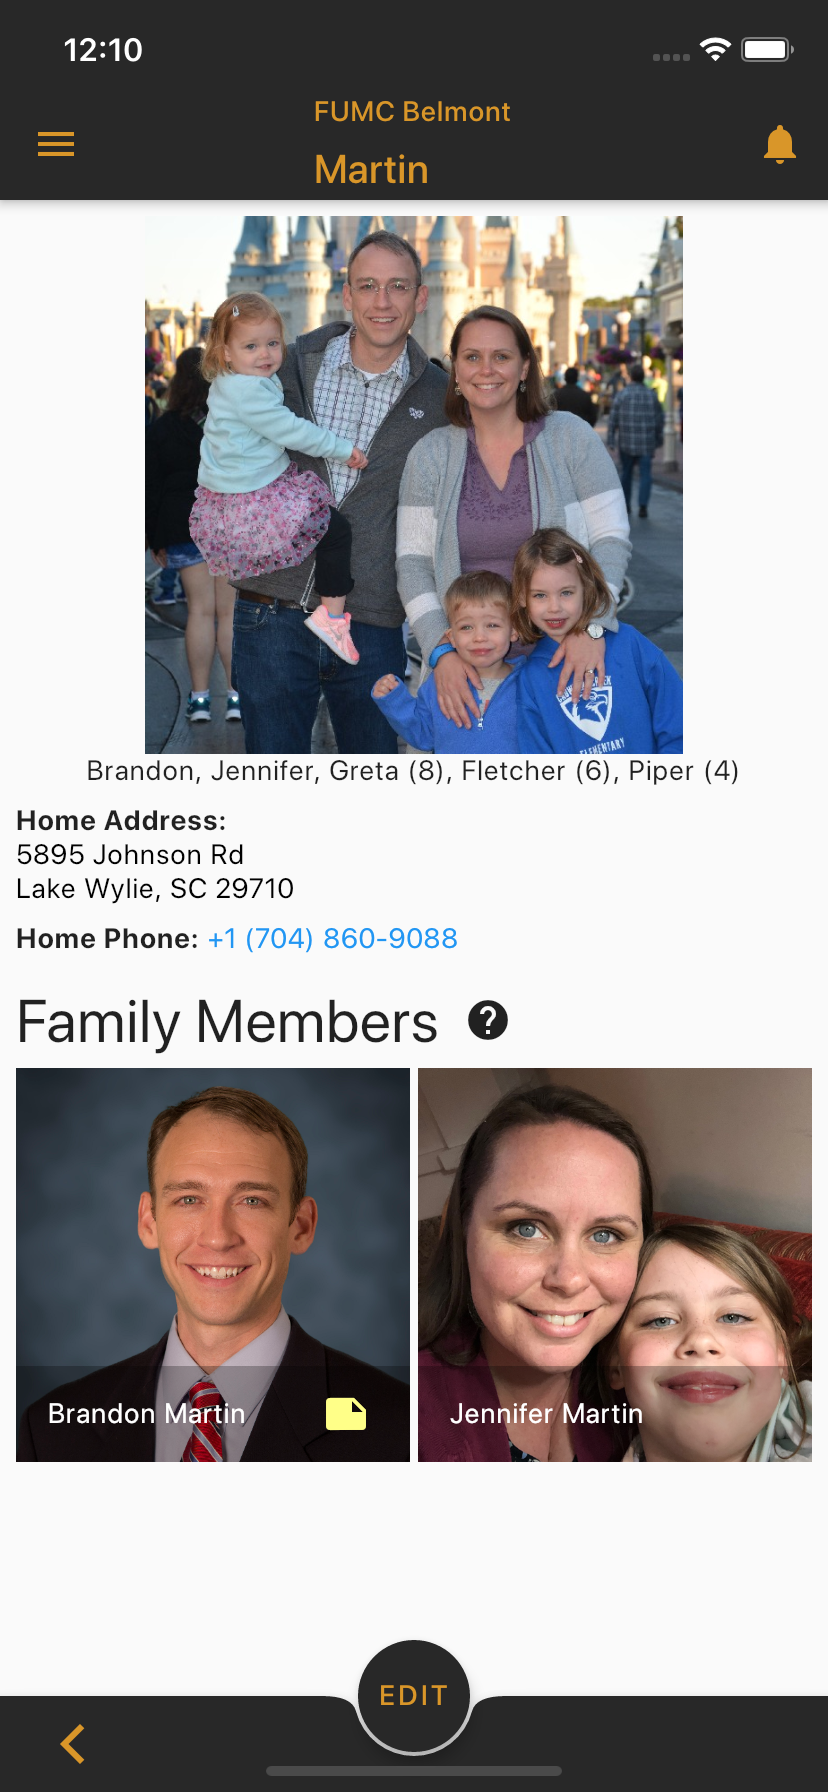 12:10
FUMC Belmont
Martin
ELEMENTARY
Brandon, Jennifer, Greta (8), Fletcher (6), Piper (4)
Home Address:
5895 Johnson Rd
Lake Wylie, SC 29710
Home Phone: +1 (704) 860-9088
Family Members
Brandon Martin
Jennifer Martin
EDIT